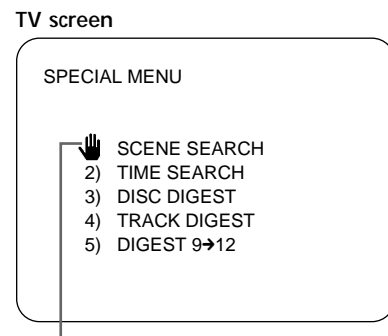 TV screen
SPECIAL MENU
SCENE SEARCH
2) TIME SEARCH
3) DISC DIGEST
4) TRACK DIGEST
5) DIGEST 9→12